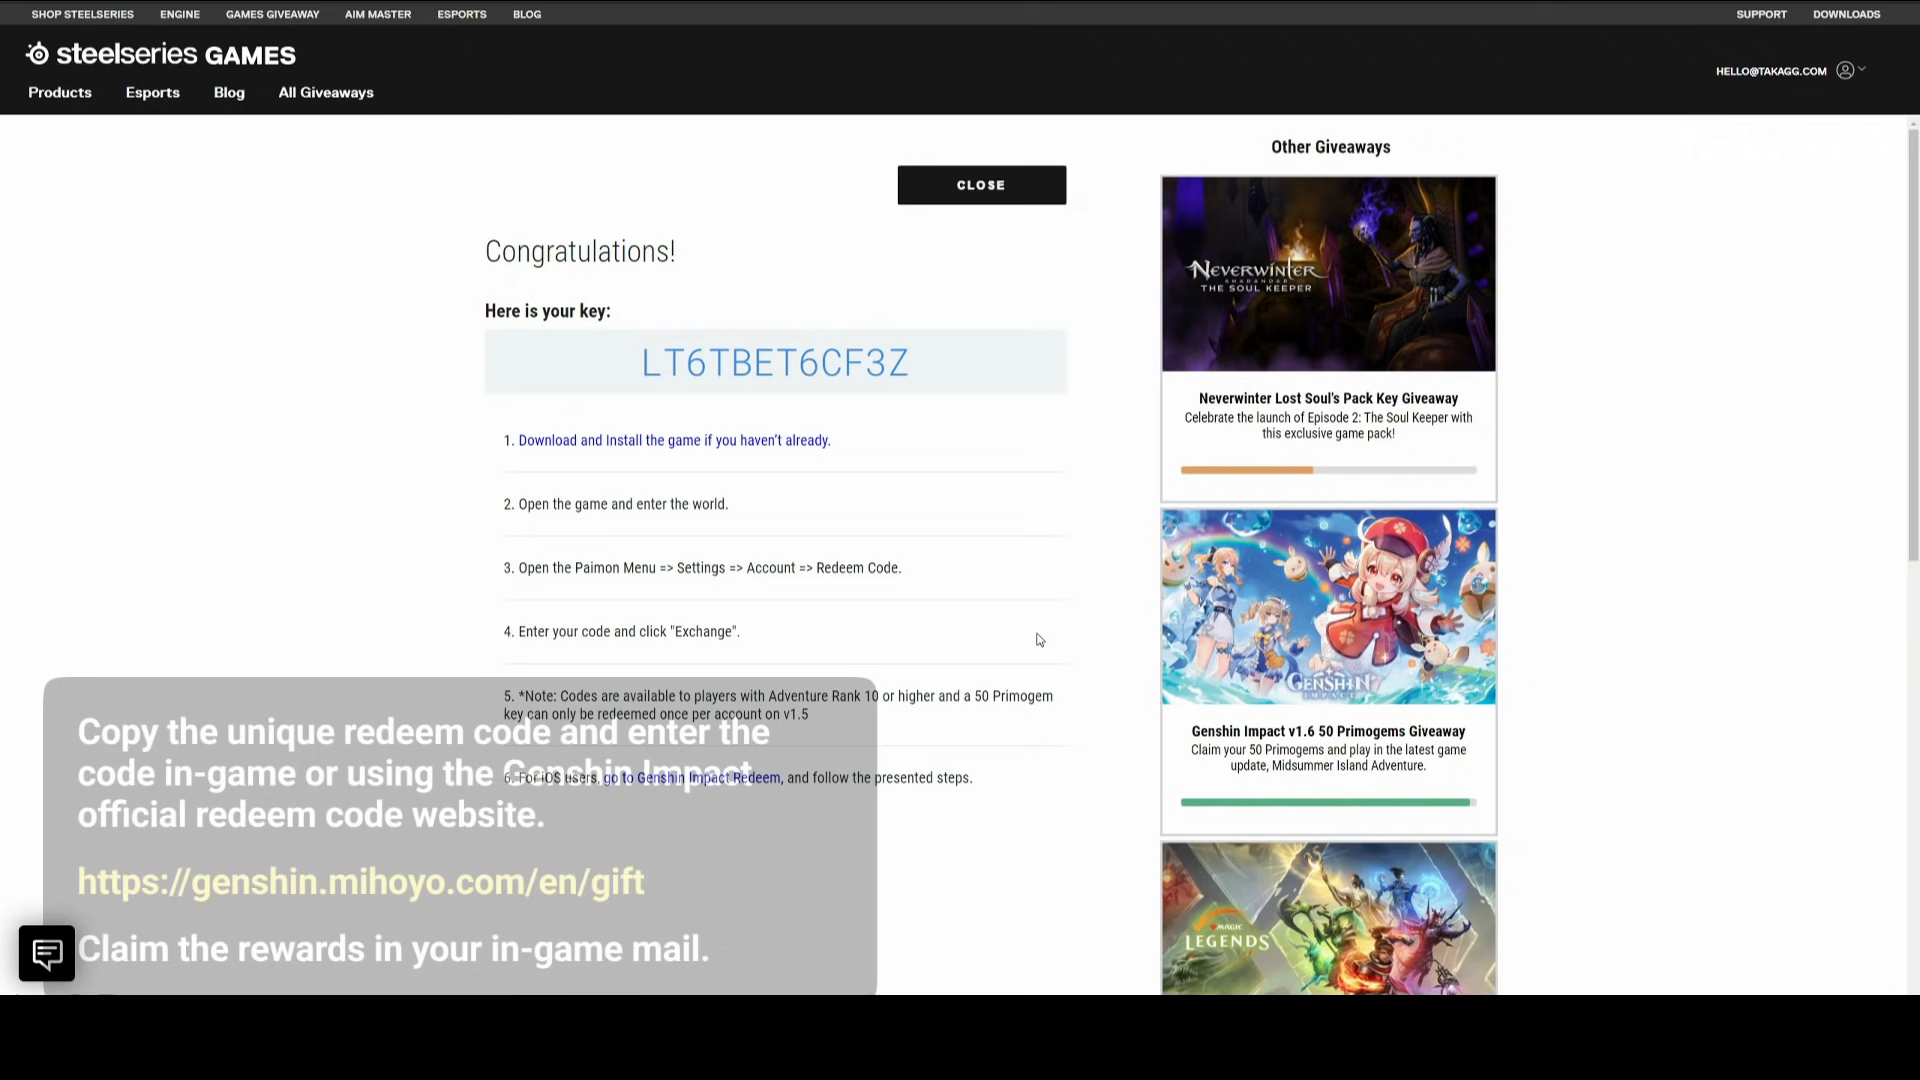 SHOP STEELSERIES ENGINE GAMES GIVEAWAY AIM MASTER ESPORTS BLOG SUPPORT DOWNLOADS
steelseries GAMES
HELLO@TAKAGG.COM
Products Esports Blog All Giveaways
Other Giveaways
CLOSE
Congratulations!
Here is your key:
LT6TBET6CF3Z
1. Download and Install the game if you haven't already.
2. Open the game and enter the world.
3. Open the Paimon Menu => Settings => Account => Redeem Code.
4. Enter your code and click "Exchange".
5. *Note: Codes are available to players with Adventure Rank 10 or higher and a 50 Primogem
key can only be redeemed once per account on v1.5
6. For iOS users, go to Genshin Impact Redeem, and follow the presented steps.
Copy the unique redeem code and enter the
code in-game or using the Genshin Impact
official redeem code website.
https://genshin.mihoyo.com/en/gift
Claim the rewards in your in-game mail.
NEVERWINTER
SHARANDAR
THE SOUL KEEPER
Neverwinter Lost Soul's Pack Key Giveaway
Celebrate the launch of Episode 2: The Soul Keeper with
this exclusive game pack!
GENSHIN
IMPACT
Genshin Impact v1.6 50 Primogems Giveaway
Claim your 50 Primogems and play in the latest game
update, Midsummer Island Adventure.
MAGIC
LEGENDS